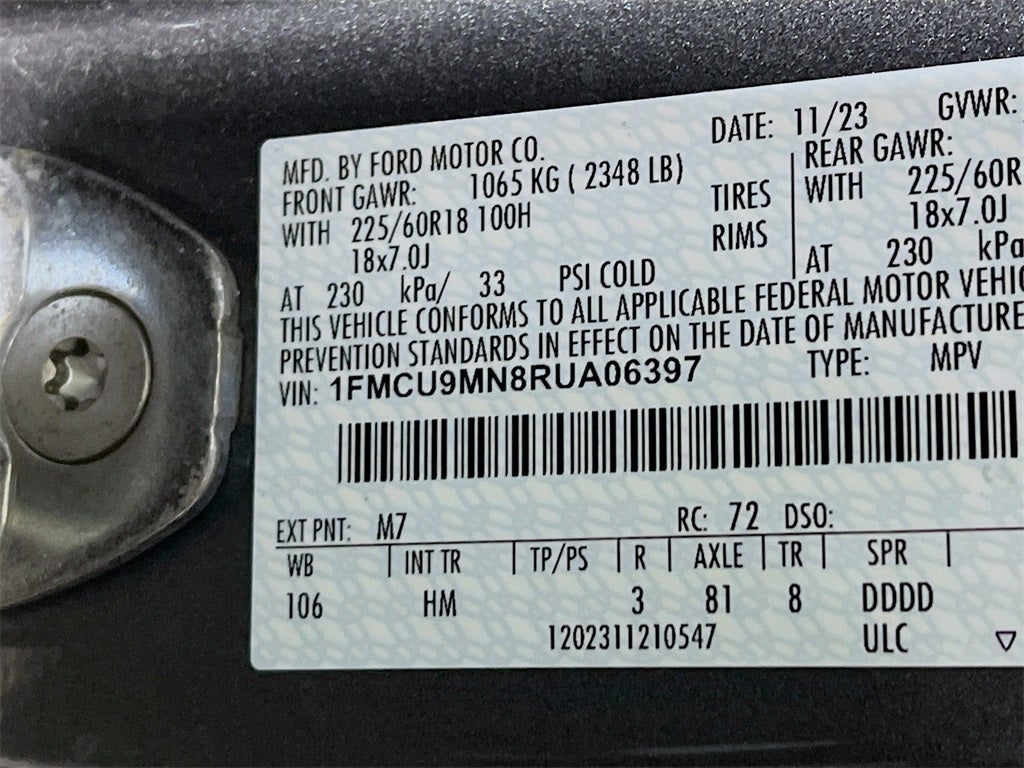 MFD. BY FORD MOTOR CO. DATE: 11/23 GVWR:
FRONT GAWR: 1065 KG ( 2348 LB) REAR GAWR:
WITH 225/60R18 100H TIRES WITH 225/60R
18x7.0J RIMS 18x7.0J
AT 230 kPa/ 33 PSI COLD AT 230 kPa
THIS VEHICLE CONFORMS TO ALL APPLICABLE FEDERAL MOTOR VEHIC
PREVENTION STANDARDS IN EFFECT ON THE DATE OF MANUFACTURE
VIN: 1FMCU9MN8RUA06397 TYPE: MPV
EXT PNT: M7 RC: 72 DSO:
WB INT TR TP/PS R AXLE TR SPR
106 HM 3 81 8 DDDD
1202311210547 ULC